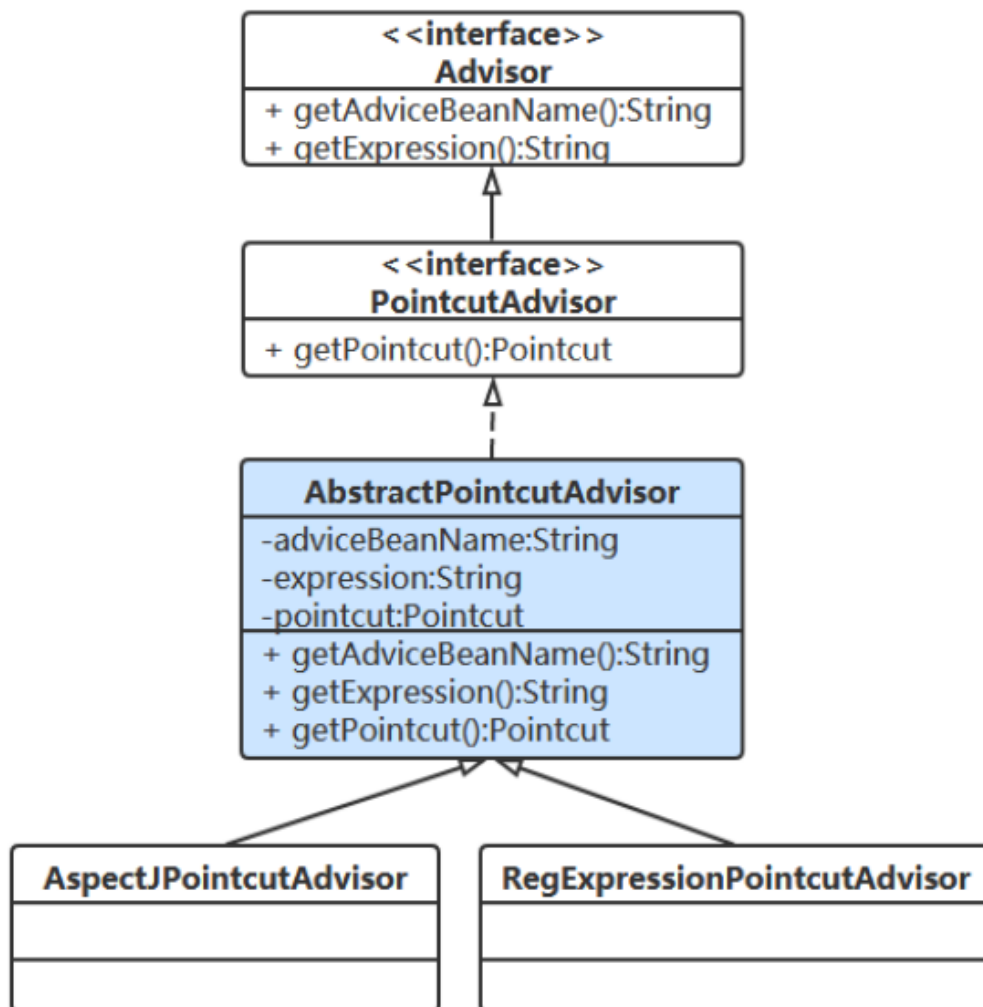 <<interface>>
Advisor
+ getAdviceBeanName():String
+ getExpression():String
<<interface>>
PointcutAdvisor
+ getPointcut():Pointcut
AbstractPointcutAdvisor
-adviceBeanName:String
-expression:String
-pointcut:Pointcut
+ getAdviceBeanName():String
+ getExpression():String
+ getPointcut():Pointcut
AspectJPointcutAdvisor
RegExpressionPointcutAdvisor